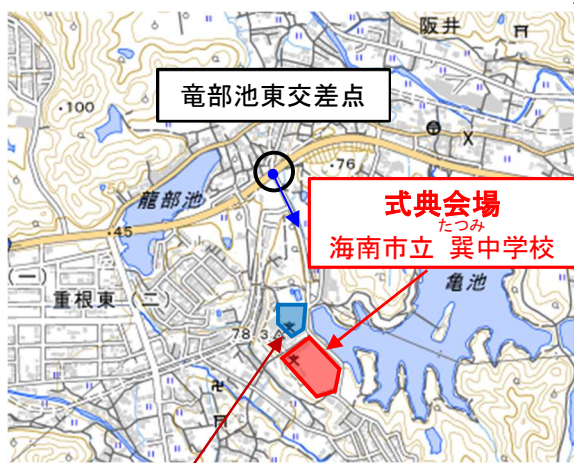 阪井
竜部池東交差点
・100
・76
龍部池
式典会場
たつみ
海南市立 巽中学校
・45
(一)
重根東(二)
亀池
78.3